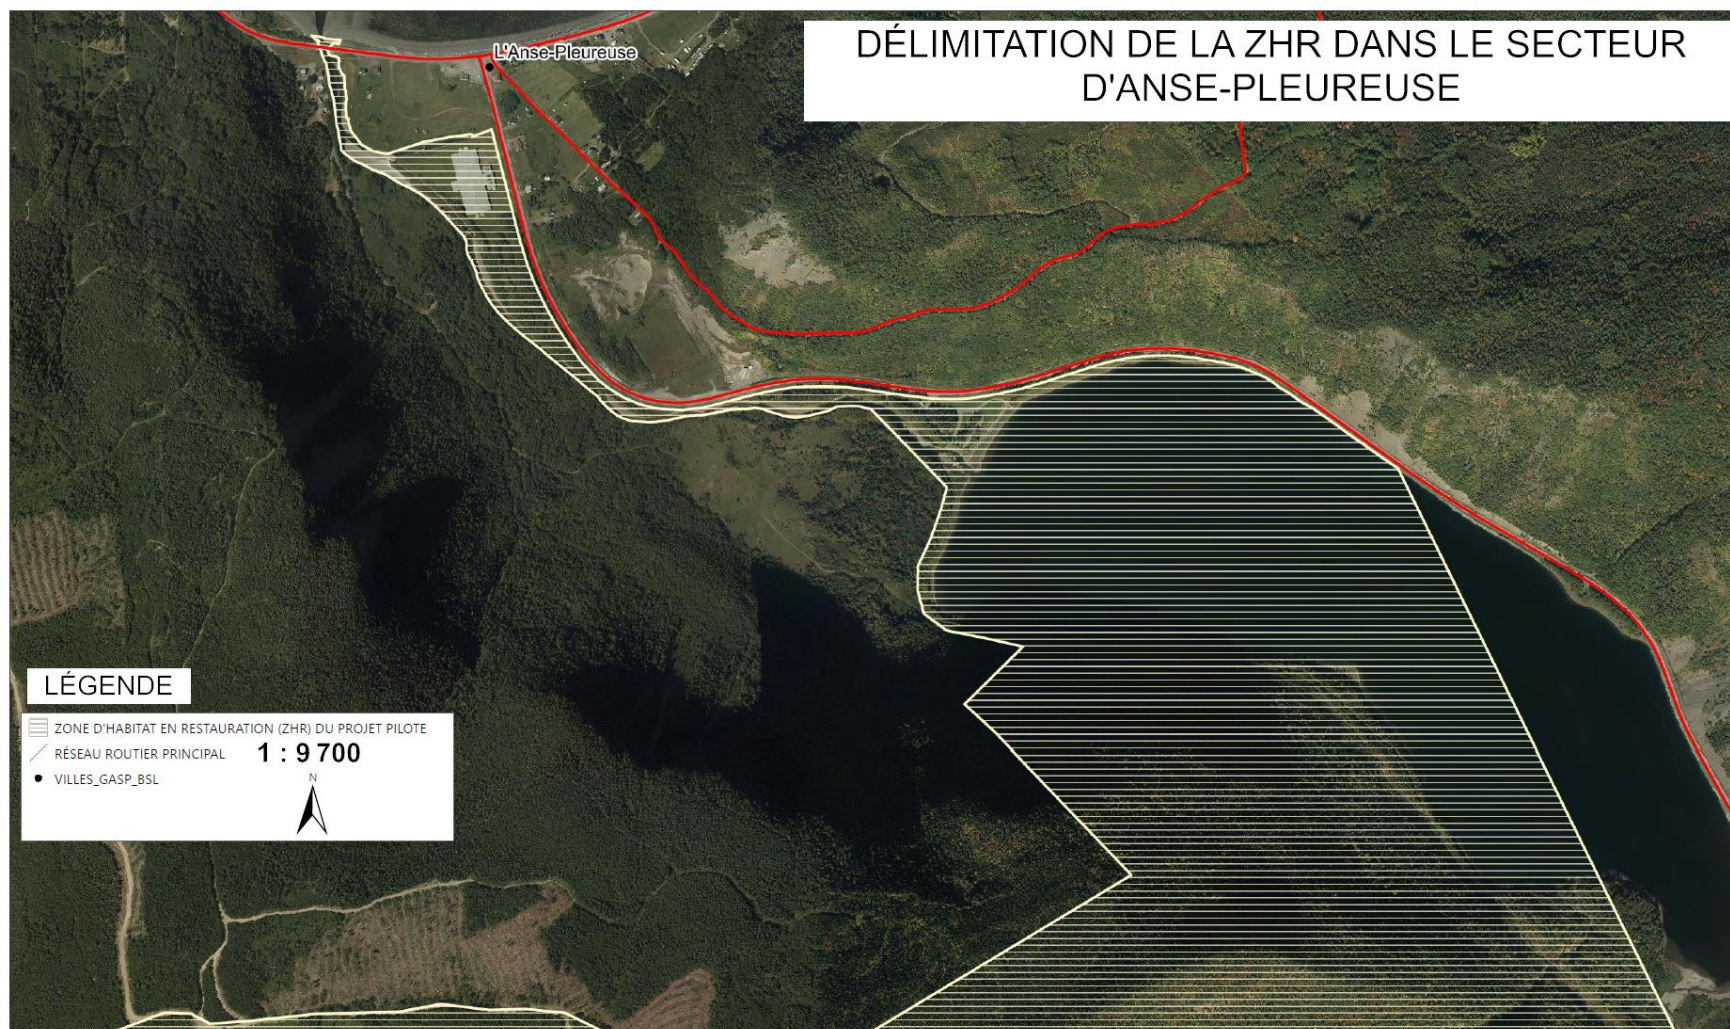 DÉLIMITATION DE LA ZHR DANS LE SECTEUR
D'ANSE-PLEUREUSE
L'Anse-Pleureuse
LÉGENDE
ZONE D'HABITAT EN RESTAURATION (ZHR) DU PROJET PILOTE
RÉSEAU ROUTIER PRINCIPAL
1 : 9 700
VILLES_GASP_BSL
N